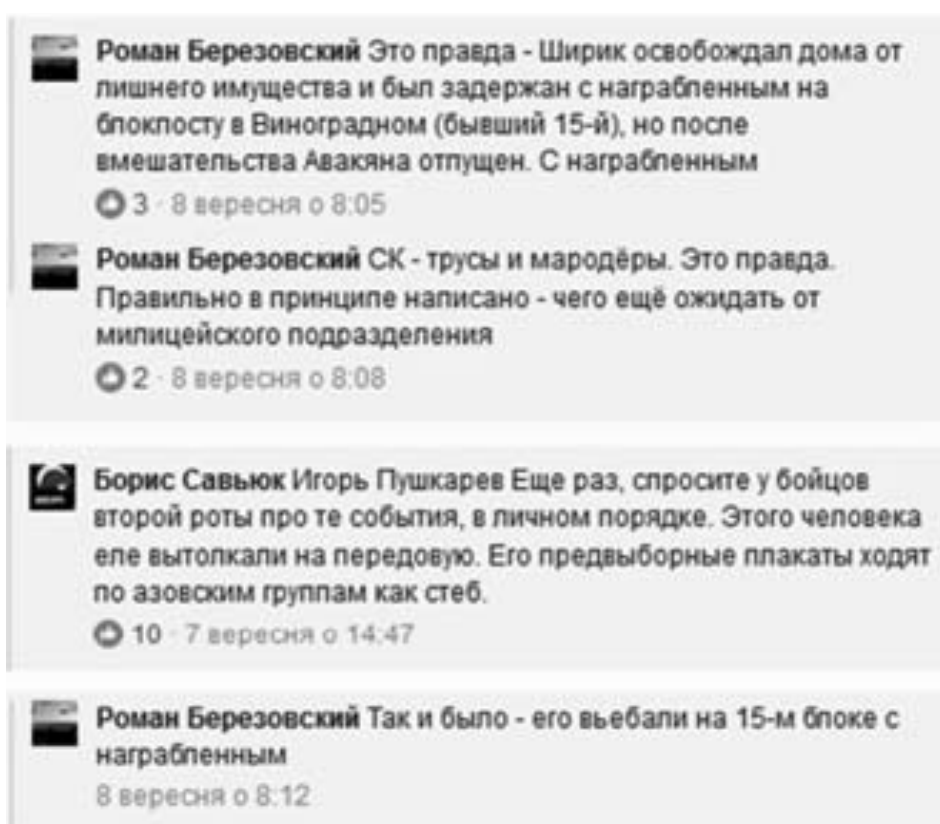 Роман Березовский Это правда - Ширик освобождал дома от
лишнего имущества и был задержан с награбленным на
блокпосту в Виноградном (бывший 15-й), но после
вмешательства Авакяна отпущен. С награбленным
3 · 8 вересня о 8:05
Роман Березовский СК - трусы и мародёры. Это правда.
Правильно в принципе написано - чего ещё ожидать от
милицейского подразделения
2 · 8 вересня о 8:08
Борис Савьюк Игорь Пушкарев Еще раз, спросите у бойцов
второй роты про те события, в личном порядке. Этого человека
еле вытолкали на передовую. Его предвыборные плакаты ходят
по азовским группам как стеб.
10 · 7 вересня о 14:47
Роман Березовский Так и было - его вьебали на 15-м блоке с
награбленным
8 вересня о 8:12